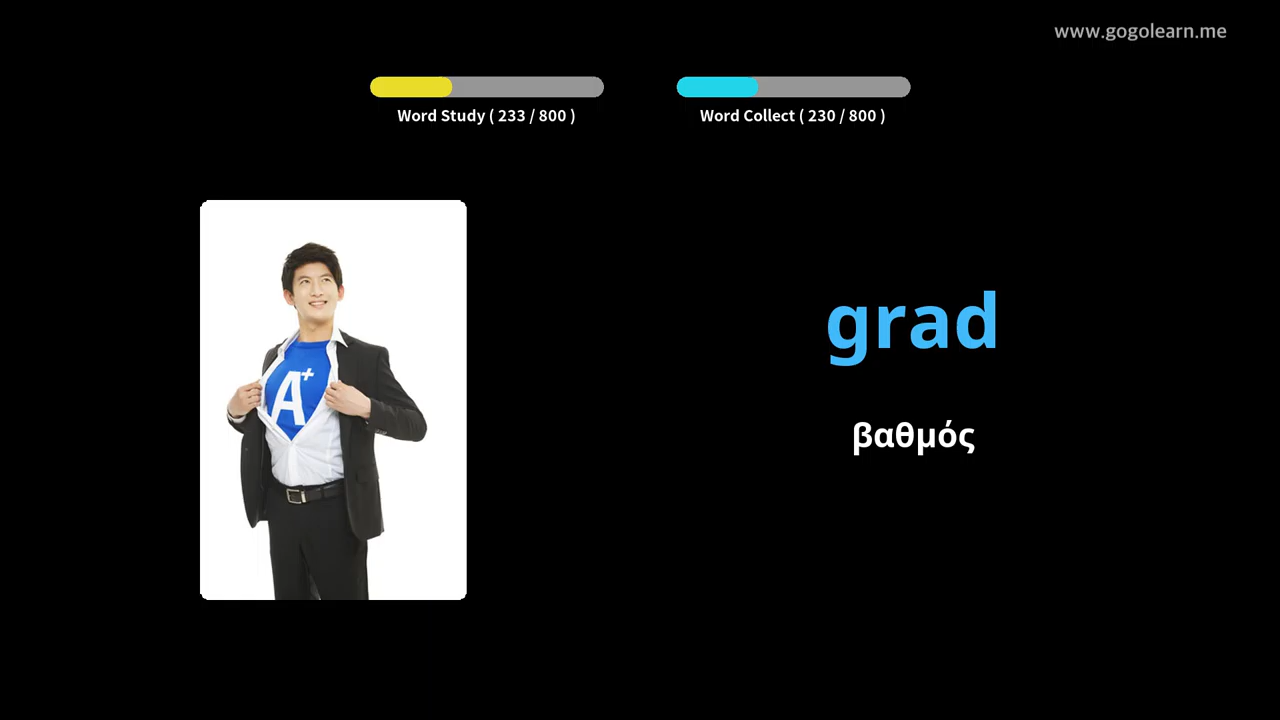 www.gogolearn.me
Word Study ( 233 / 800 )
Word Collect ( 230 / 800 )
A+
grad
βαθμός